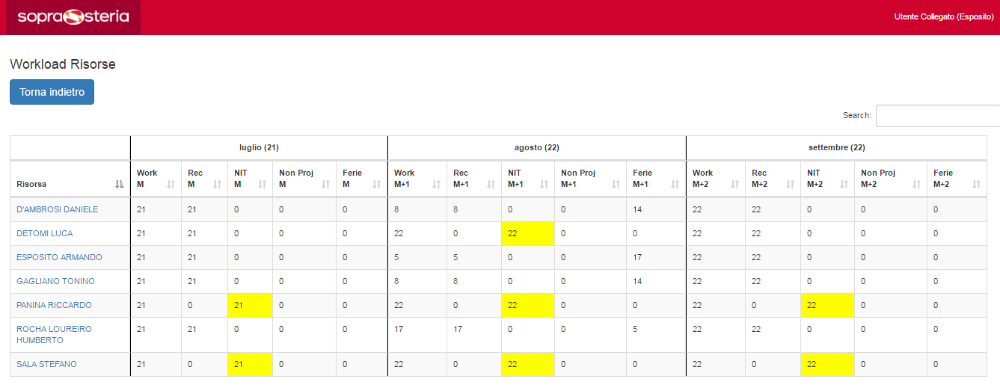 sopra steria
Utente Collegato (Esposito)
Workload Risorse
Torna indietro
Search:
luglio (21) agosto (22) settembre (22)
Risorsa Work M Rec M NIT M Non Proj M Ferie M Work M+1 Rec M+1 NIT M+1 Non Proj M+1 Ferie M+1 Work M+2 Rec M+2 NIT M+2 Non Proj M+2 Ferie M+2
D'AMBROSI DANIELE 21 21 0 0 0 8 8 0 0 14 22 22 0 0 0
DETOMI LUCA 21 21 0 0 0 22 0 22 0 0 22 22 0 0 0
ESPOSITO ARMANDO 21 21 0 0 0 5 5 0 0 17 22 22 0 0 0
GAGLIANO TONINO 21 21 0 0 0 8 8 0 0 14 22 22 0 0 0
PANINA RICCARDO 21 0 21 0 0 22 0 22 0 0 22 0 22 0 0
ROCHA LOUREIRO HUMBERTO 21 21 0 0 0 17 17 0 0 5 22 22 0 0 0
SALA STEFANO 21 0 21 0 0 22 0 22 0 0 22 0 22 0 0